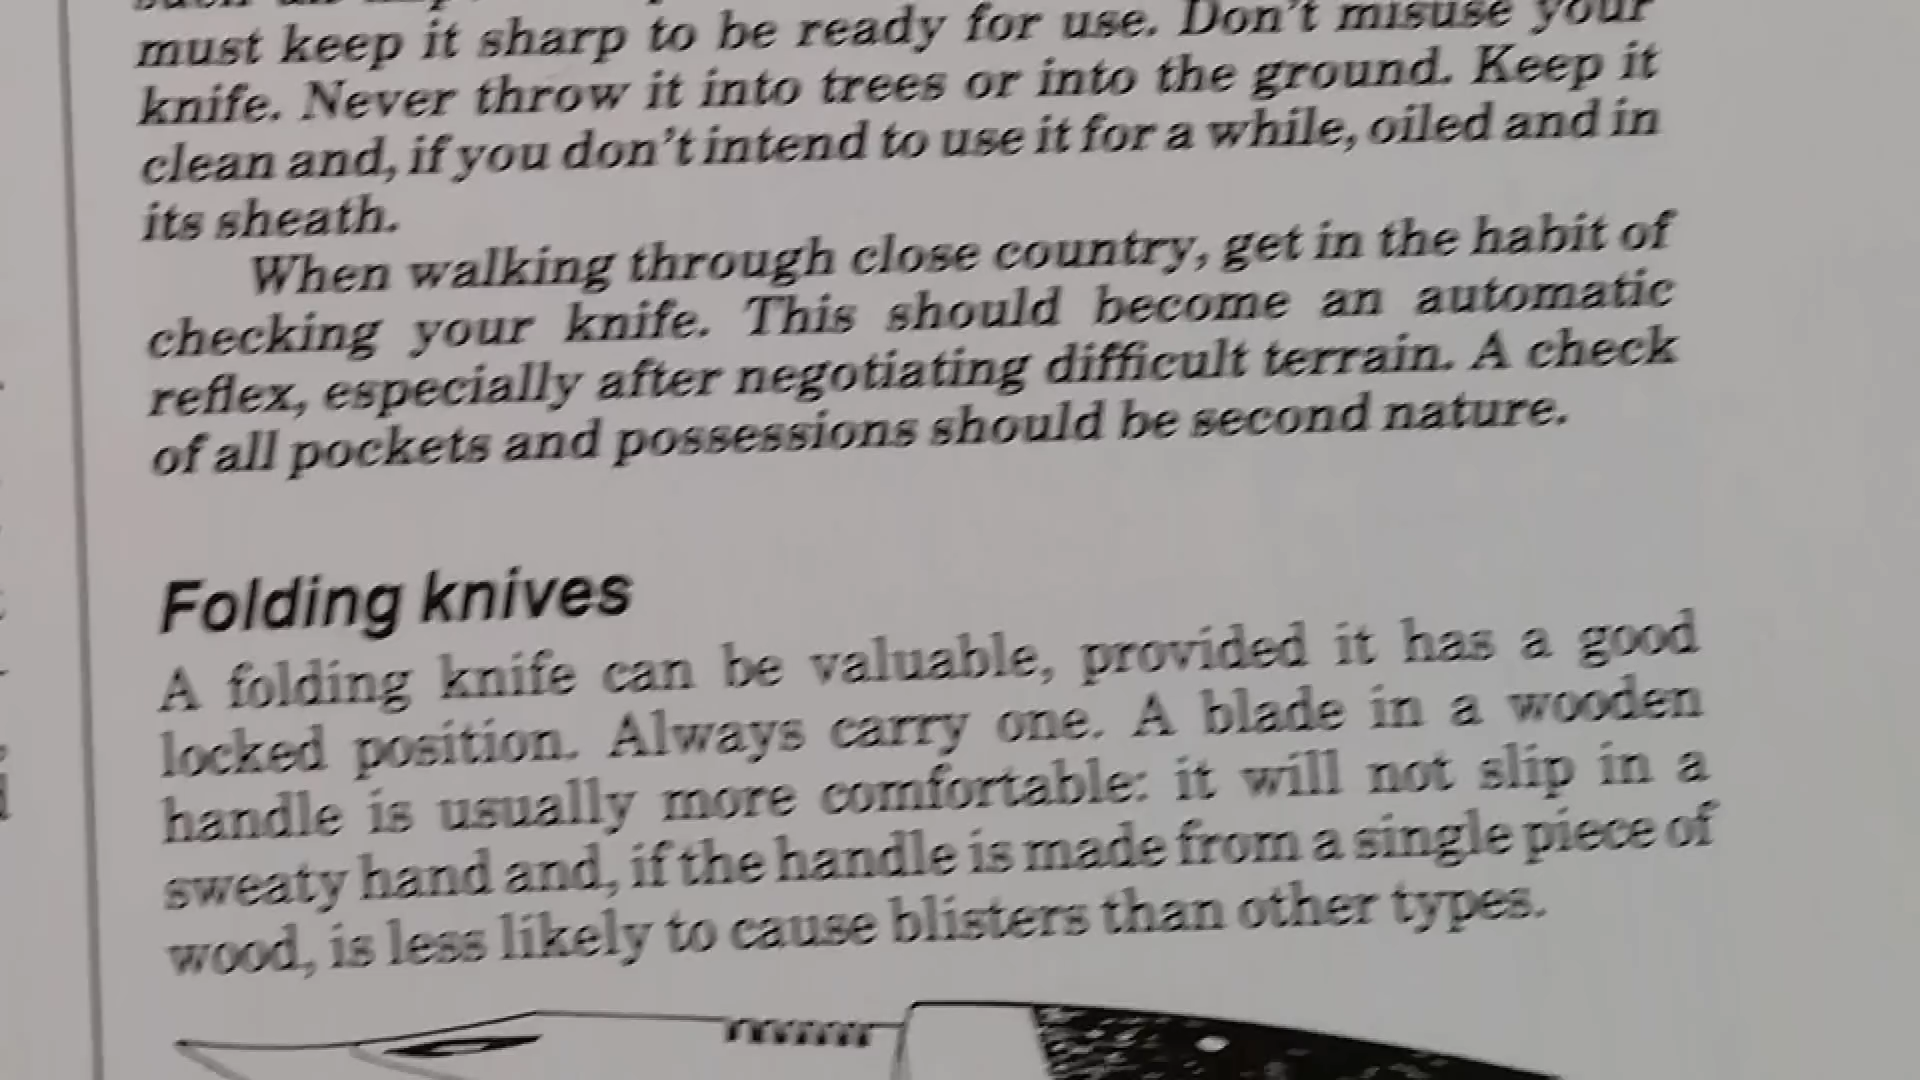 must keep it sharp to be ready for use. Don't misuse your
knife. Never throw it into trees or into the ground. Keep it
clean and, if you don't intend to use it for a while, oiled and in
its sheath.
When walking through close country, get in the habit of
checking your knife. This should become an automatic
reflex, especially after negotiating difficult terrain. A check
of all pockets and possessions should be second nature.
Folding knives
A folding knife can be valuable, provided it has a good
locked position. Always carry one. A blade in a wooden
handle is usually more comfortable: it will not slip in a
sweaty hand and, if the handle is made from a single piece of
wood, is less likely to cause blisters than other types.